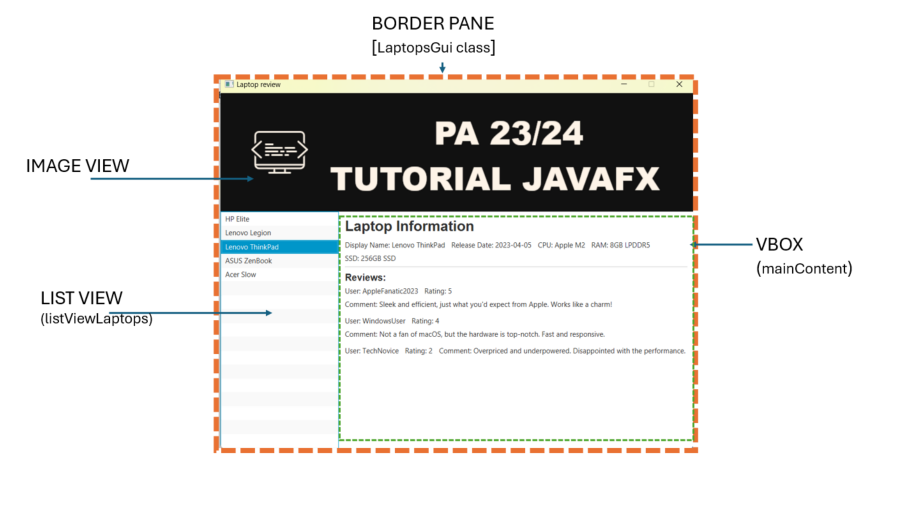 BORDER PANE
[LaptopsGui class]
Laptop review
PA 23/24
TUTORIAL JAVAFX
IMAGE VIEW
HP Elite
Lenovo Legion
Lenovo ThinkPad
ASUS ZenBook
Acer Slow
LIST VIEW
(listViewLaptops)
Laptop Information
Display Name: Lenovo ThinkPad Release Date: 2023-04-05 CPU: Apple M2 RAM: 8GB LPDDR5
SSD: 256GB SSD
Reviews:
User: AppleFanatic2023 Rating: 5
Comment: Sleek and efficient, just what you'd expect from Apple. Works like a charm!
User: WindowsUser Rating: 4
Comment: Not a fan of macOS, but the hardware is top-notch. Fast and responsive.
User: TechNovice Rating: 2 Comment: Overpriced and underpowered. Disappointed with the performance.
VBOX
(mainContent)